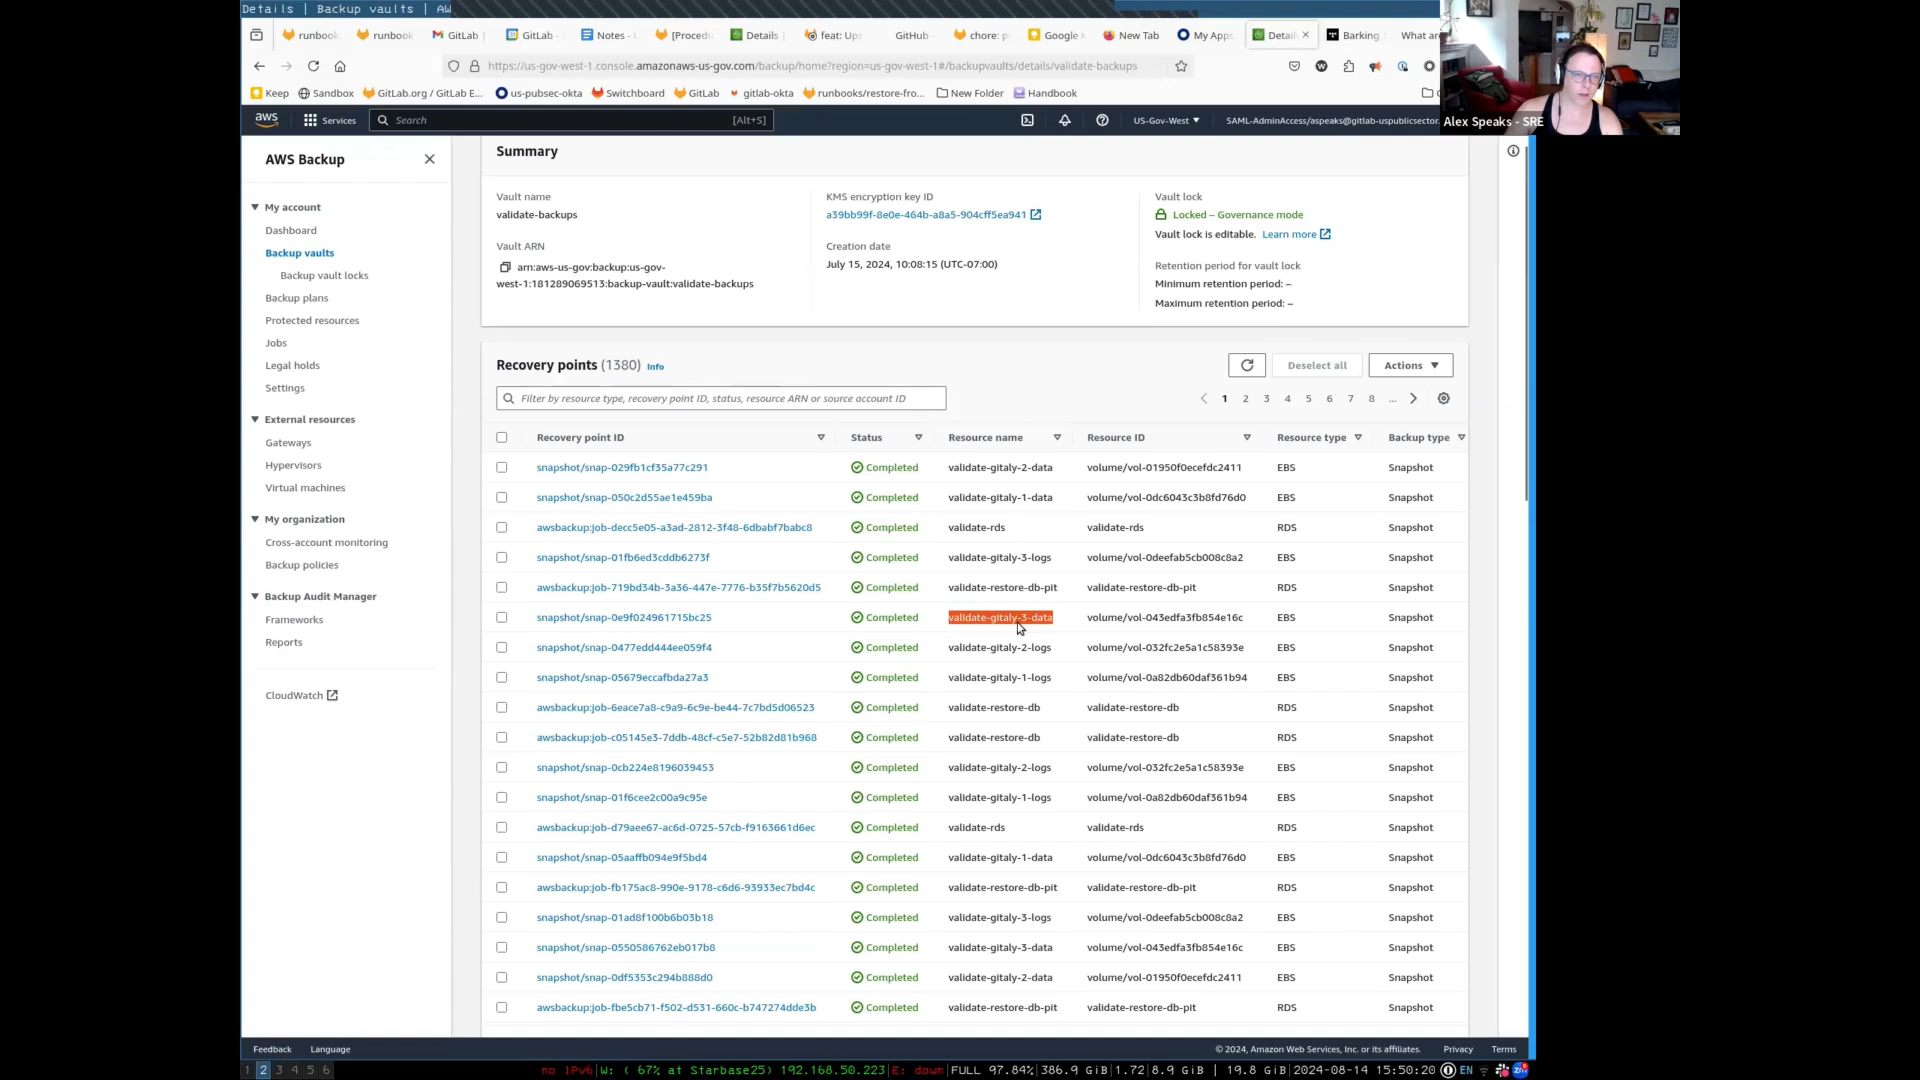 Details | Backup vaults | AW
runbook
runbook
GitLab
GitLab
Notes -
[Procedu
Details
feat: Ups
GitHub
chore: p
Google
New Tab
My Apps
Detai
Barking
What are
https://us-gov-west-1.console.amazonaws-us-gov.com/backup/home?region=us-gov-west-1#/backupvaults/details/validate-backups
Keep
Sandbox
GitLab.org / GitLab E...
us-pubsec-okta
Switchboard
GitLab
gitlab-okta
runbooks/restore-fro...
New Folder
Handbook
Alex Speaks - SRE
aws
Services
Search
[Alt+S]
US-Gov-West
SAML-AdminAccess/aspeaks@gitlab-uspublicsector.
AWS Backup
My account
Dashboard
Backup vaults
Backup vault locks
Backup plans
Protected resources
Jobs
Legal holds
Settings
External resources
Gateways
Hypervisors
Virtual machines
My organization
Cross-account monitoring
Backup policies
Backup Audit Manager
Frameworks
Reports
CloudWatch
Summary
Vault name
validate-backups
Vault ARN
arn:aws-us-gov:backup:us-gov-
west-1:181289069513:backup-vault:validate-backups
KMS encryption key ID
a39bb99f-8e0e-464b-a8a5-904cff5ea941
Creation date
July 15, 2024, 10:08:15 (UTC-07:00)
Vault lock
Locked – Governance mode
Vault lock is editable. Learn more
Retention period for vault lock
Minimum retention period: –
Maximum retention period: –
Recovery points (1380) Info
Deselect all
Actions
Filter by resource type, recovery point ID, status, resource ARN or source account ID
1 2 3 4 5 6 7 8 ...
Recovery point ID Status Resource name Resource ID Resource type Backup type
snapshot/snap-029fb1cf35a77c291 Completed validate-gitaly-2-data volume/vol-01950f0ecefdc2411 EBS Snapshot
snapshot/snap-050c2d55ae1e459ba Completed validate-gitaly-1-data volume/vol-0dc6043c3b8fd76d0 EBS Snapshot
awsbackup:job-decc5e05-a3ad-2812-3f48-6dbabf7babc8 Completed validate-rds validate-rds RDS Snapshot
snapshot/snap-01fb6ed3cddb6273f Completed validate-gitaly-3-logs volume/vol-0deefab5cb008c8a2 EBS Snapshot
awsbackup:job-719bd34b-3a36-447e-7776-b35f7b5620d5 Completed validate-restore-db-pit validate-restore-db-pit RDS Snapshot
snapshot/snap-0e9f024961715bc25 Completed validate-gitaly-3-data volume/vol-043edfa3fb854e16c EBS Snapshot
snapshot/snap-0477edd444ee059f4 Completed validate-gitaly-2-logs volume/vol-032fc2e5a1c58393e EBS Snapshot
snapshot/snap-05679eccafbda27a3 Completed validate-gitaly-1-logs volume/vol-0a82db60daf361b94 EBS Snapshot
awsbackup:job-6eace7a8-c9a9-6c9e-be44-7c7bd5d06523 Completed validate-restore-db validate-restore-db RDS Snapshot
awsbackup:job-c05145e3-7ddb-48cf-c5e7-52b82d81b968 Completed validate-restore-db validate-restore-db RDS Snapshot
snapshot/snap-0cb224e8196039453 Completed validate-gitaly-2-logs volume/vol-032fc2e5a1c58393e EBS Snapshot
snapshot/snap-01f6cee2c00a9c95e Completed validate-gitaly-1-logs volume/vol-0a82db60daf361b94 EBS Snapshot
awsbackup:job-d79aee67-ac6d-0725-57cb-f9163661d6ec Completed validate-rds validate-rds RDS Snapshot
snapshot/snap-05aaffb094e9f5bd4 Completed validate-gitaly-1-data volume/vol-0dc6043c3b8fd76d0 EBS Snapshot
awsbackup:job-fb175ac8-990e-9178-c6d6-93933ec7bd4c Completed validate-restore-db-pit validate-restore-db-pit RDS Snapshot
snapshot/snap-01ad8f100b6b03b18 Completed validate-gitaly-3-logs volume/vol-0deefab5cb008c8a2 EBS Snapshot
snapshot/snap-0550586762eb017b8 Completed validate-gitaly-3-data volume/vol-043edfa3fb854e16c EBS Snapshot
snapshot/snap-0df5353c294b888d0 Completed validate-gitaly-2-data volume/vol-01950f0ecefdc2411 EBS Snapshot
awsbackup:job-fbe5cb71-f502-d531-660c-b747274dde3b Completed validate-restore-db-pit validate-restore-db-pit RDS Snapshot
Feedback Language © 2024, Amazon Web Services, Inc. or its affiliates. Privacy Terms
1 2 3 4 5 6 no IPv6|W: ( 67% at Starbase25) 192.168.50.223|E: down|FULL 97.84%|386.9 GiB|1.72|8.9 GiB | 19.8 GiB|2024-08-14 15:50:20 EN